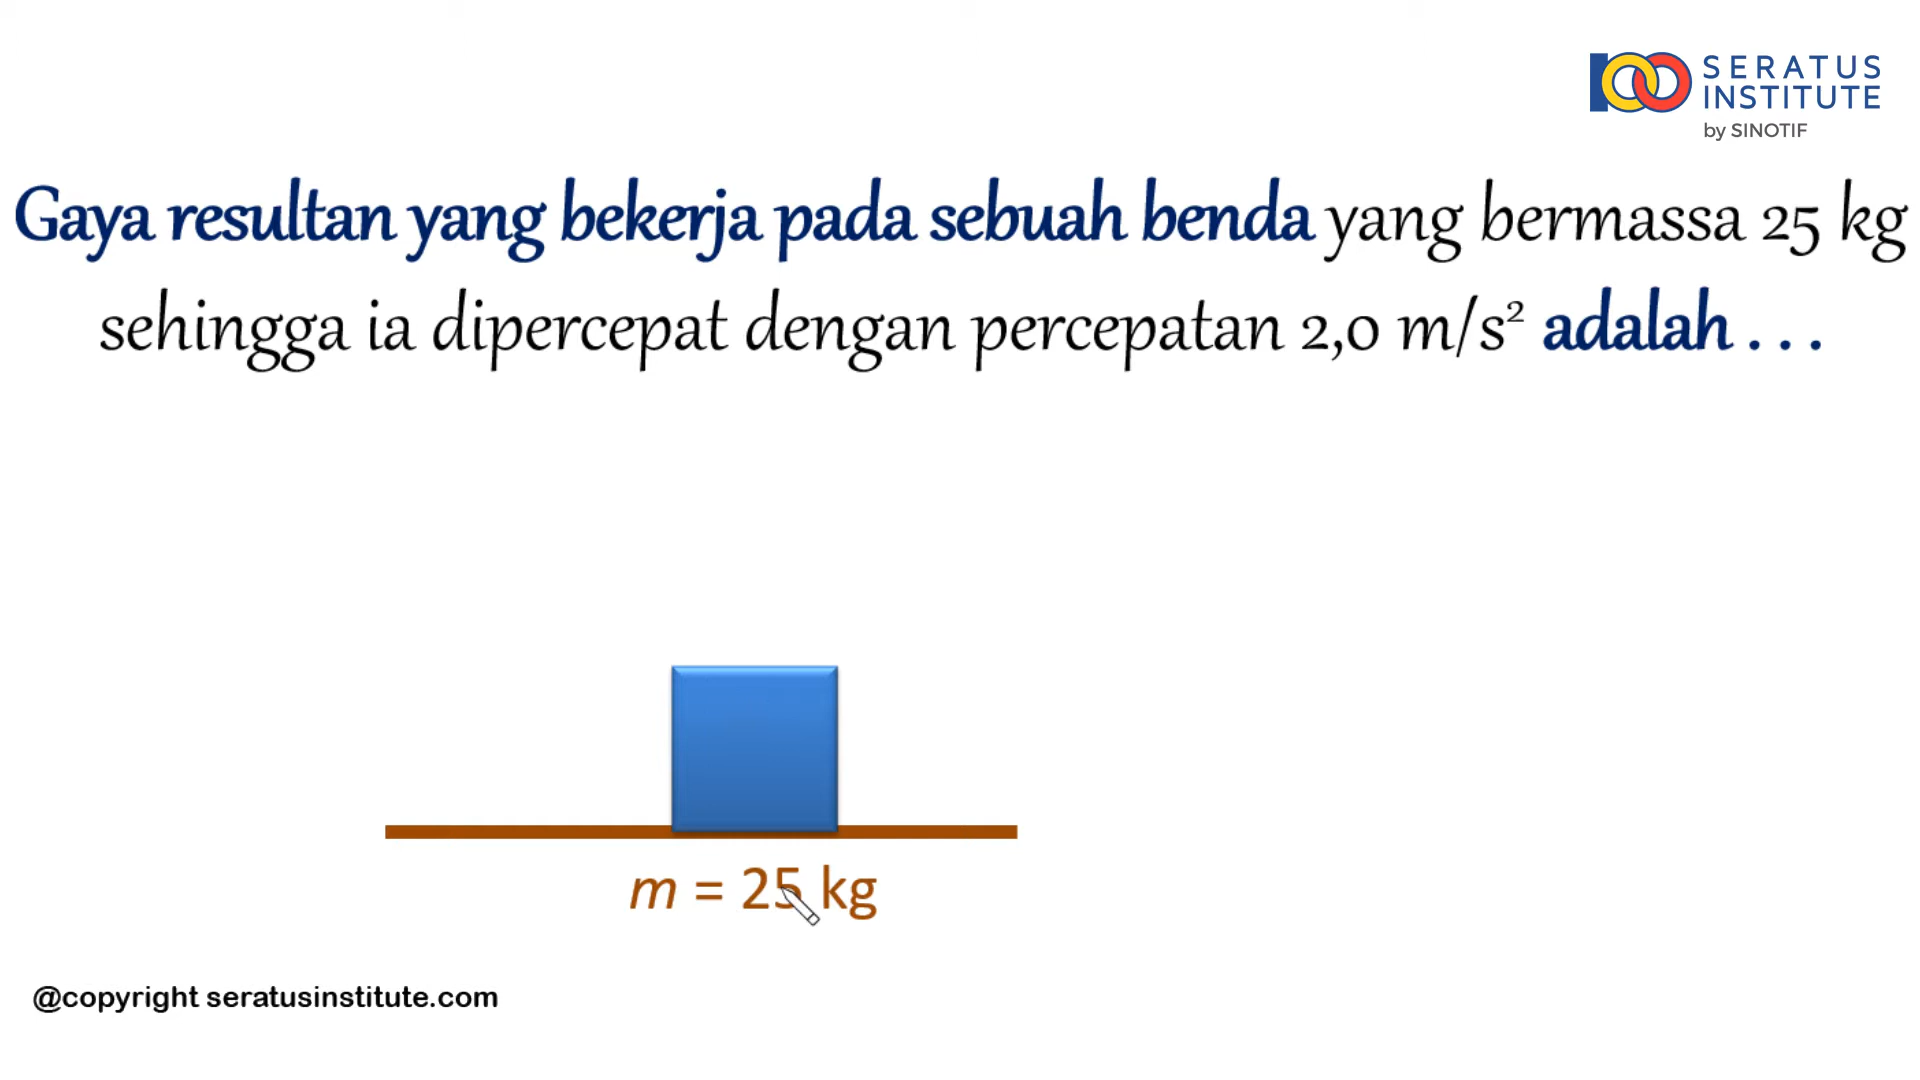 SERATUS
INSTITUTE
by SINOTIF
Gaya resultan yang bekerja pada sebuah benda yang bermassa 25 kg
sehingga ia dipercepat dengan percepatan 2,0 m/s² adalah . . .
m = 25 kg
@copyright seratusinstitute.com